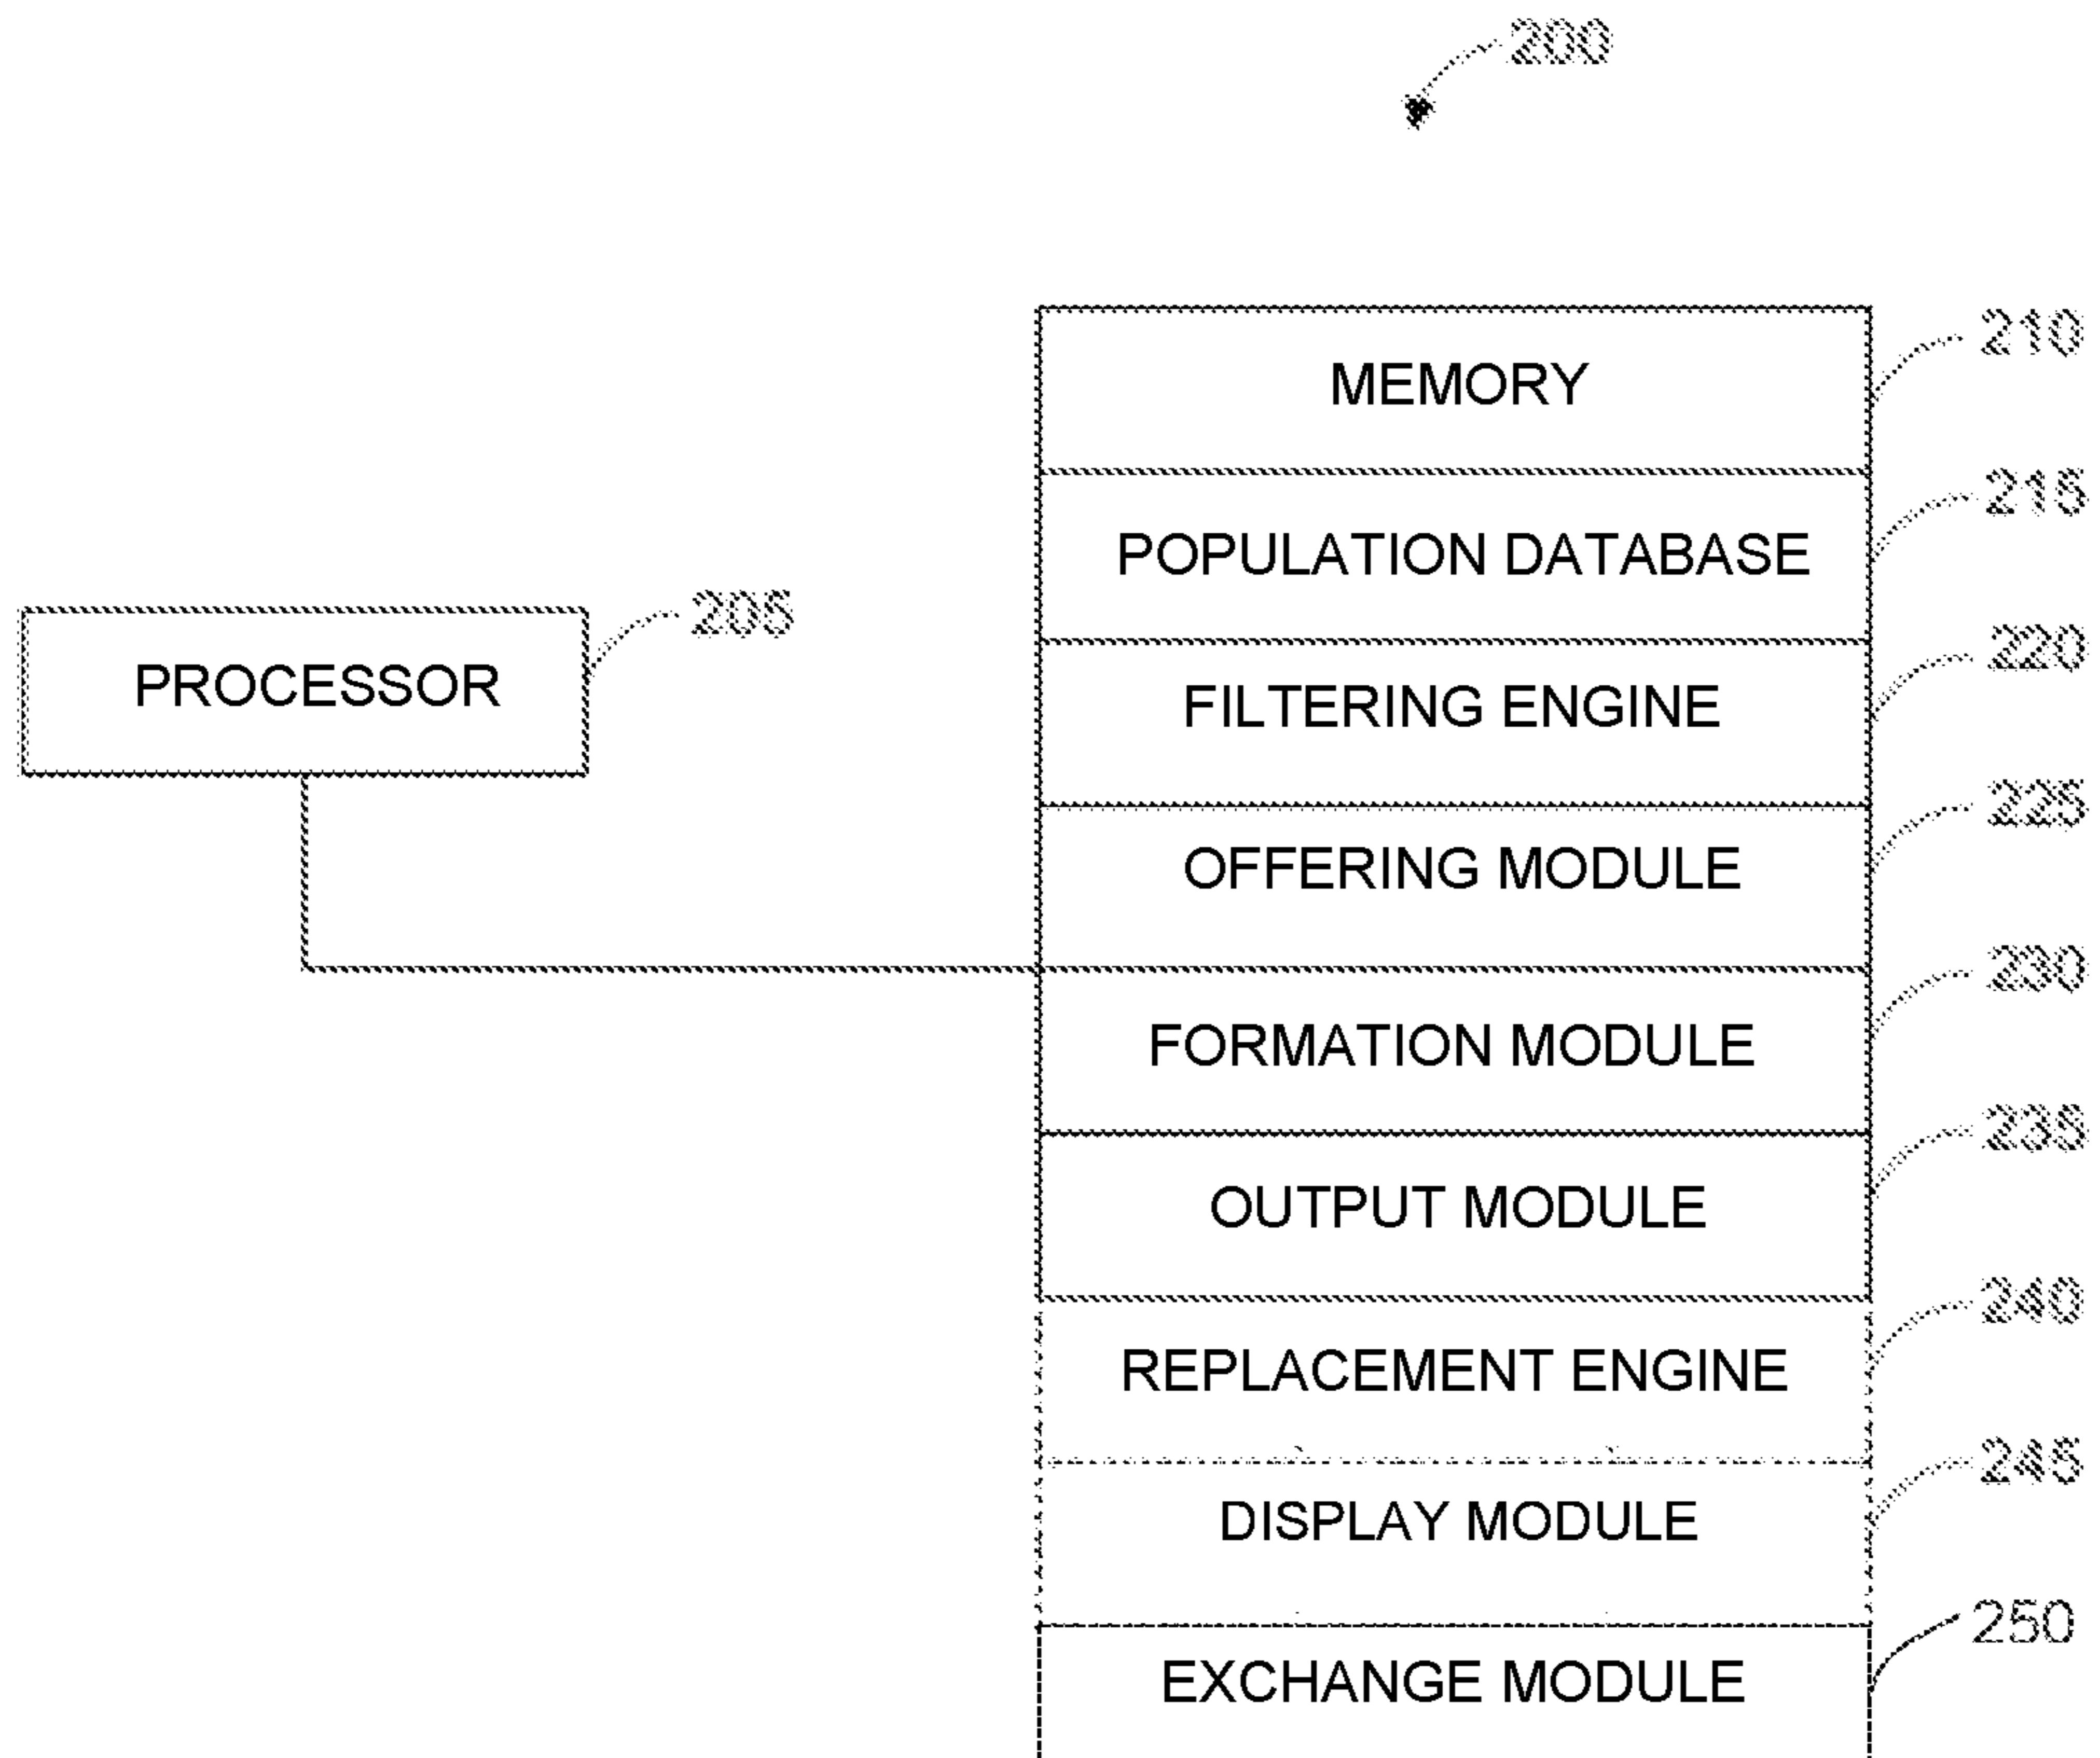 200
MEMORY
210
POPULATION DATABASE
215
PROCESSOR
205
FILTERING ENGINE
220
OFFERING MODULE
225
FORMATION MODULE
230
OUTPUT MODULE
235
REPLACEMENT ENGINE
240
DISPLAY MODULE
245
EXCHANGE MODULE
250